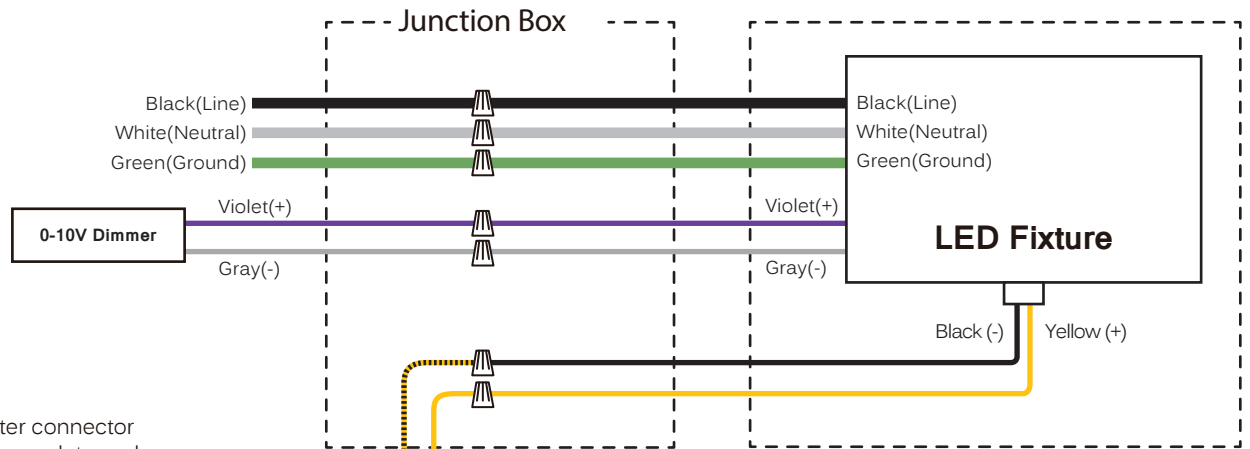 Junction Box
Black(Line)
White(Neutral)
Green(Ground)
Black(Line)
White(Neutral)
Green(Ground)
Violet(+)
Gray(-)
0-10V Dimmer
Violet(+)
Gray(-)
LED Fixture
Black (-)
Yellow (+)
connector